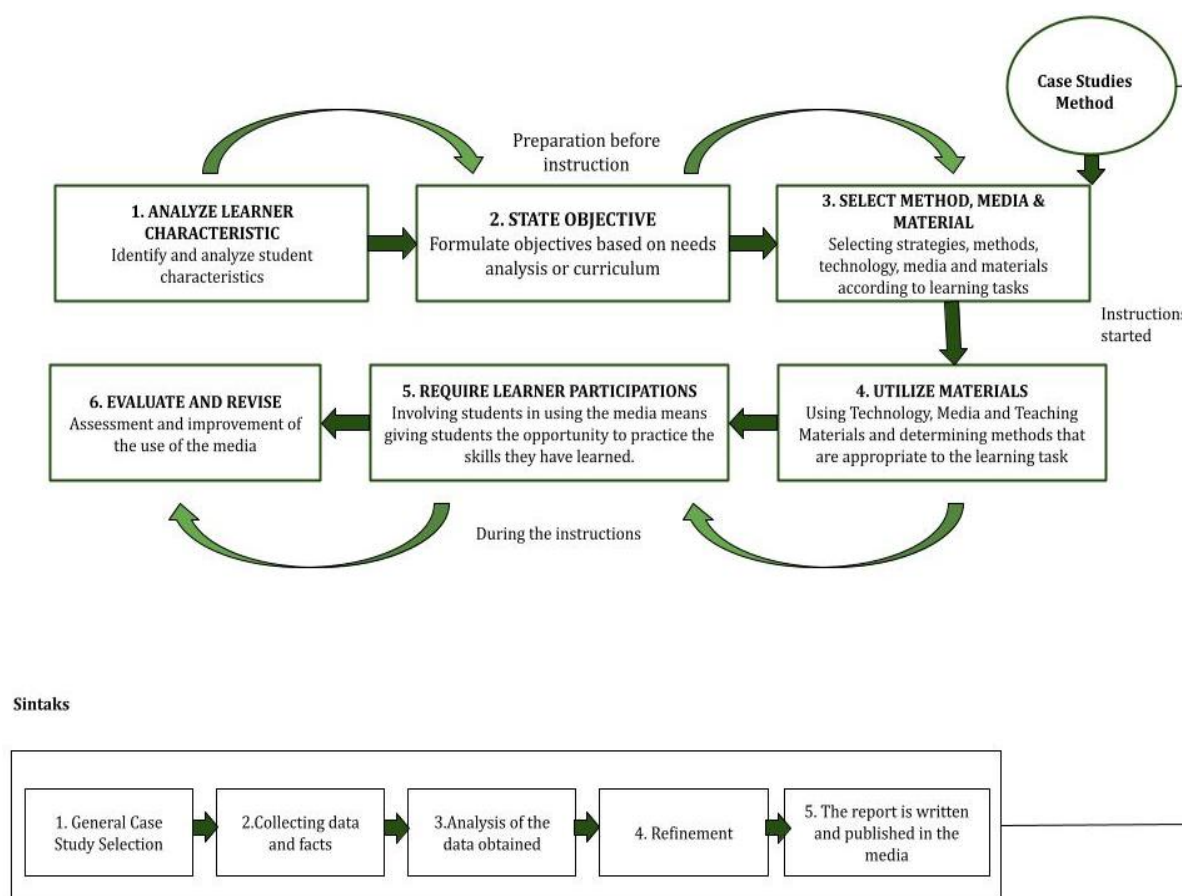 Case Studies
Method
Preparation before
instruction
1. ANALYZE LEARNER
CHARACTERISTIC
Identify and analyze student
characteristics
2. STATE OBJECTIVE
Formulate objectives based on needs
analysis or curriculum
3. SELECT METHOD, MEDIA &
MATERIAL
Selecting strategies, methods,
technology, media and materials
according to learning tasks
Instructions
started
6. EVALUATE AND REVISE
Assessment and improvement of
the use of the media
5. REQUIRE LEARNER PARTICIPATIONS
Involving students in using the media means
giving students the opportunity to practice the
skills they have learned.
4. UTILIZE MATERIALS
Using Technology, Media and Teaching
Materials and determining methods that
are appropriate to the learning task
During the instructions
Sintaks
1. General Case
Study Selection
2.Collecting data
and facts
3.Analysis of the
data obtained
4. Refinement
5. The report is written
and published in the
media